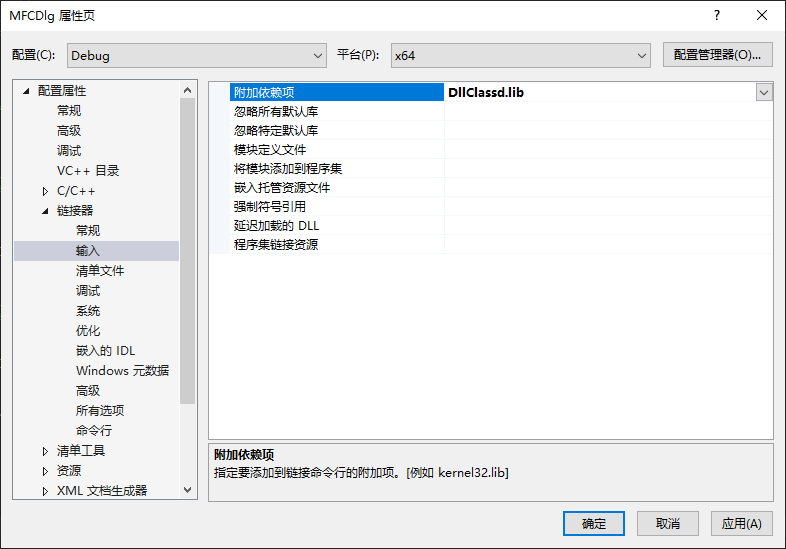 MFCDlg 属性页
配置(C):
Debug
平台(P):
x64
配置管理器(O)...
配置属性
常规
高级
调试
VC++ 目录
C/C++
链接器
常规
输入
清单文件
调试
系统
优化
嵌入的 IDL
Windows 元数据
高级
所有选项
命令行
清单工具
资源
XML 文档生成器
附加依赖项
DllClassd.lib
忽略所有默认库
忽略特定默认库
模块定义文件
将模块添加到程序集
嵌入托管资源文件
强制符号引用
延迟加载的 DLL
程序集链接资源
附加依赖项
指定要添加到链接命令行的附加项。[例如 kernel32.lib]
确定
取消
应用(A)